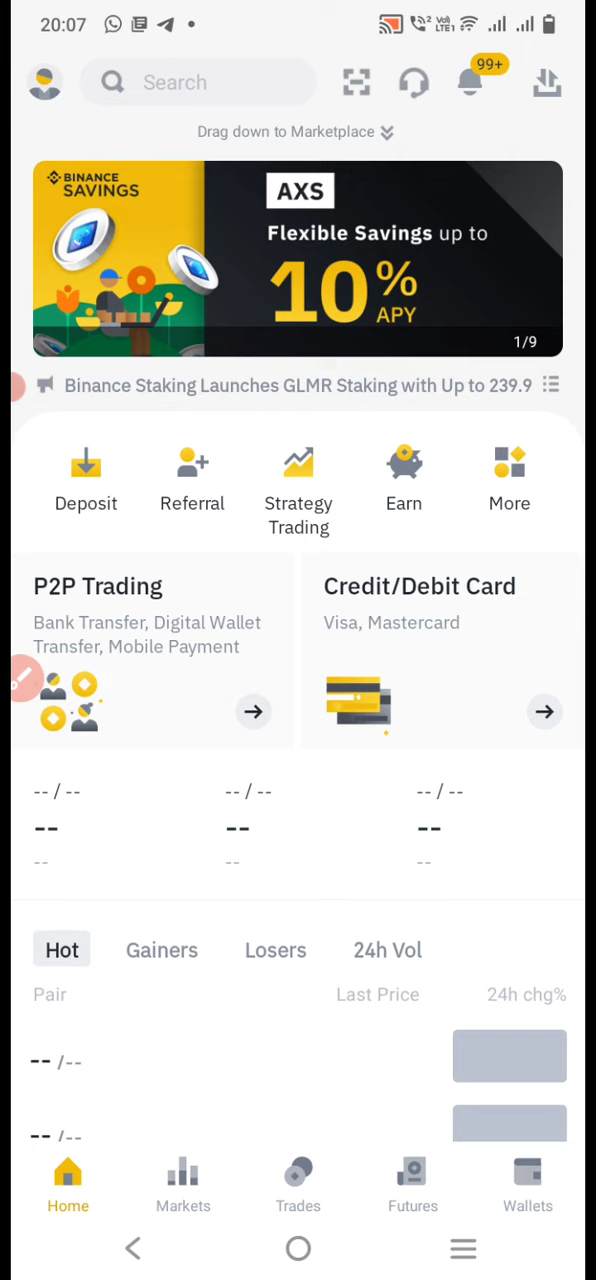 20:07
Vo)) 2
LTE1
99+
Search
Drag down to Marketplace
BINANCE
SAVINGS
AXS
Flexible Savings up to
10%
APY
1/9
Binance Staking Launches GLMR Staking with Up to 239.9
Deposit
Referral
Strategy
Trading
Earn
More
P2P Trading
Bank Transfer, Digital Wallet
Transfer, Mobile Payment
Credit/Debit Card
Visa, Mastercard
-- / --
-- / --
-- / --
--
--
--
--
--
--
Hot
Gainers
Losers
24h Vol
Pair
Last Price
24h chg%
-- /--
-- /--
Home
Markets
Trades
Futures
Wallets